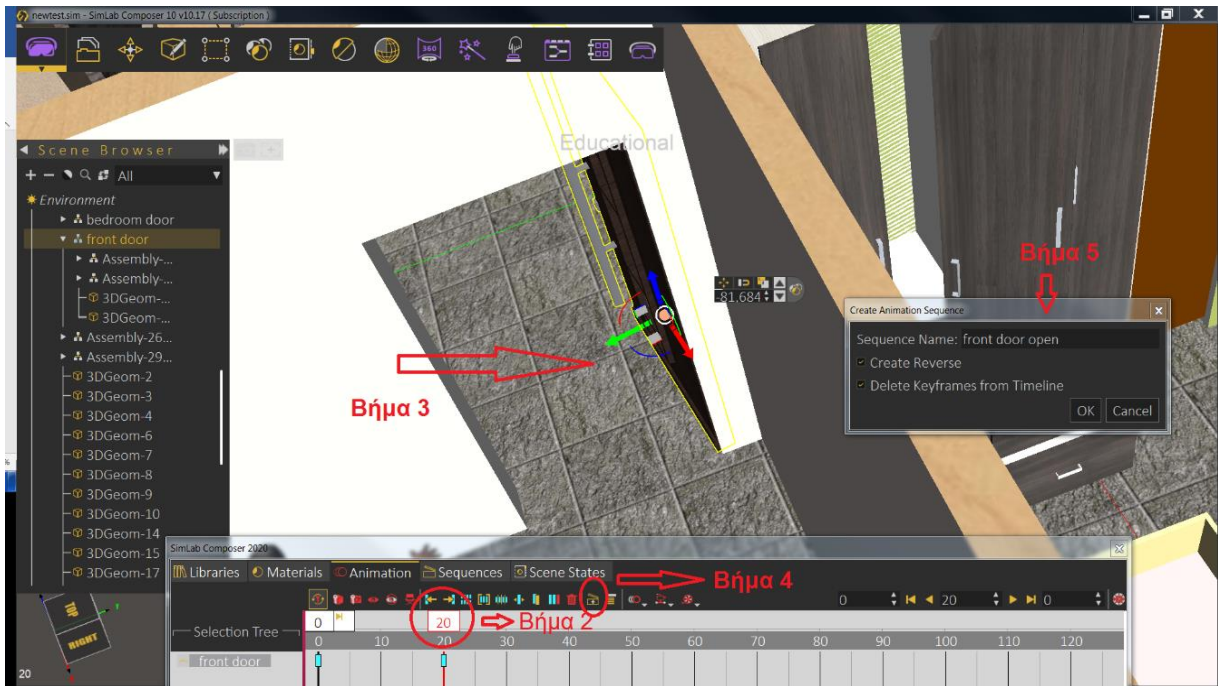 newtest.sim - SimLab Composer 10 v10.17 ( Subscription )
360
Educational
Scene Browser
All
Environment
bedroom door
front door
Assembly-...
Assembly-...
3DGeom-...
3DGeom-...
Assembly-26...
Assembly-29...
3DGeom-2
3DGeom-3
3DGeom-4
3DGeom-6
3DGeom-7
3DGeom-8
3DGeom-9
3DGeom-10
3DGeom-14
3DGeom-15
3DGeom-17
-81.684
Βήμα 3
Βήμα 5
Create Animation Sequence
Sequence Name: front door open
Create Reverse
Delete Keyframes from Timeline
OK Cancel
SimLab Composer 2020
Libraries Materials Animation Sequences Scene States
Βήμα 4
0 20 0
0 20 Βήμα 2
Selection Tree
0 10 20 30 40 50 60 70 80 90 100 110 120
front door
TOP
RIGHT
20